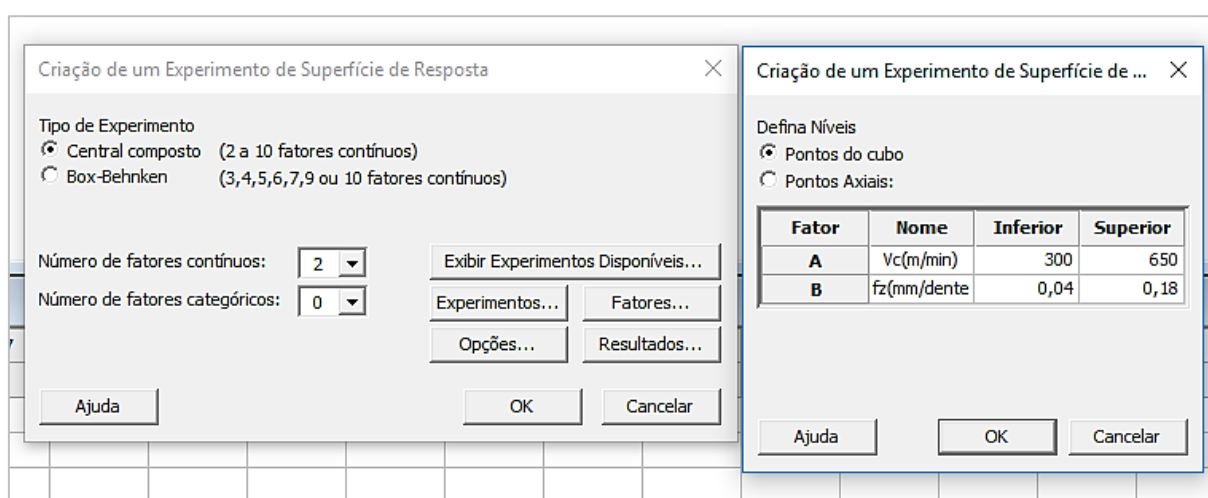 Criação de um Experimento de Superfície de Resposta
Tipo de Experimento
Central composto (2 a 10 fatores contínuos)
Box-Behnken (3,4,5,6,7,9 ou 10 fatores contínuos)
Número de fatores contínuos: 2
Exibir Experimentos Disponíveis...
Número de fatores categóricos: 0
Experimentos... Fatores...
Opções... Resultados...
Ajuda OK Cancelar
Criação de um Experimento de Superfície de ...
Defina Níveis
Pontos do cubo
Pontos Axiais:
Fator Nome Inferior Superior
A Vc(m/min) 300 650
B fz(mm/dente 0,04 0,18
Ajuda OK Cancelar